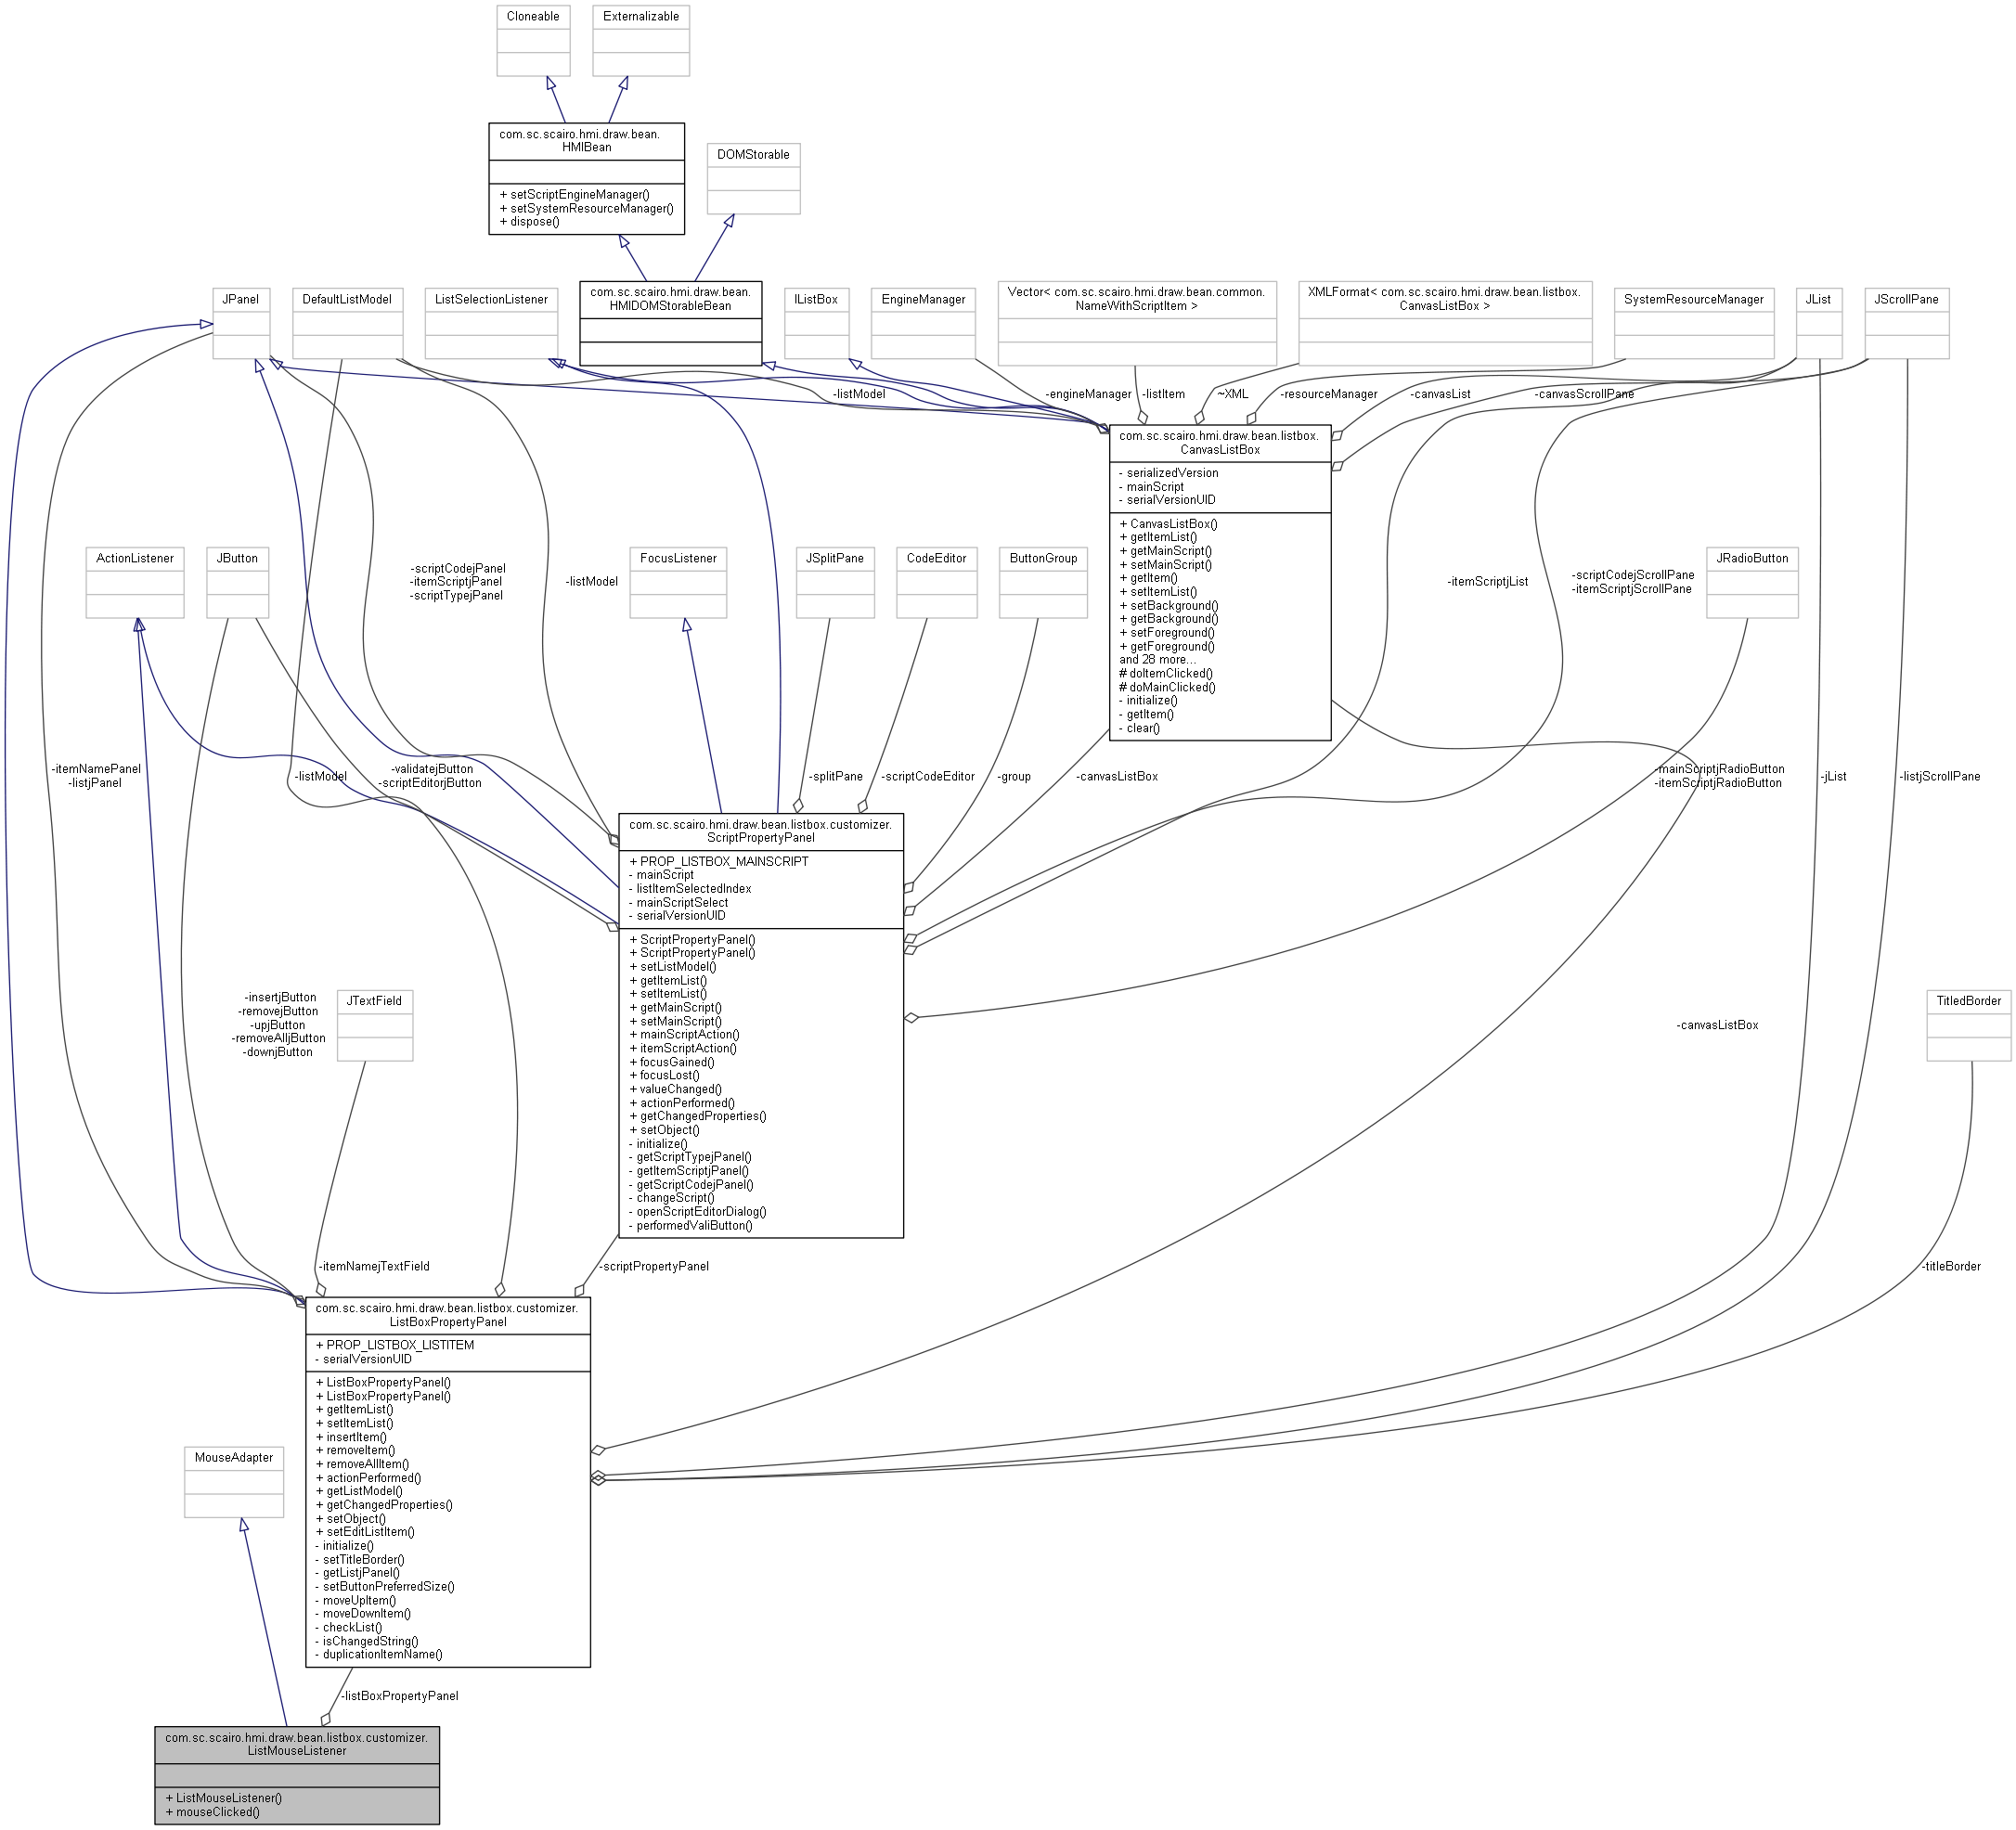 Cloneable
Externalizable
com.sc.scairo.hmi.draw.bean.
HMIBean
+ setScriptEngineManager()
+ setSystemResourceManager()
+ dispose()
DOMStorable
JPanel
DefaultListModel
ListSelectionListener
com.sc.scairo.hmi.draw.bean.
HMIDOMStorableBean
IListBox
EngineManager
Vector< com.sc.scairo.hmi.draw.bean.common.
NameWithScriptItem >
XMLFormat< com.sc.scairo.hmi.draw.bean.listbox.
CanvasListBox >
SystemResourceManager
JList
JScrollPane
-listModel
-engineManager
-listItem
~XML
-resourceManager
-canvasList
-canvasScrollPane
com.sc.scairo.hmi.draw.bean.listbox.
CanvasListBox
- serializedVersion
- mainScript
- serialVersionUID
+ CanvasListBox()
+ getItemList()
+ getMainScript()
+ setMainScript()
+ getItem()
+ setItemList()
+ setBackground()
+ getBackground()
+ setForeground()
+ getForeground()
and 28 more...
# doItemClicked()
# doMainClicked()
- initialize()
- getItem()
- clear()
ActionListener
JButton
-scriptCodejPanel
-itemScriptjPanel
-scriptTypejPanel
-listModel
FocusListener
JSplitPane
CodeEditor
ButtonGroup
-itemScriptjList
-scriptCodejScrollPane
-itemScriptjScrollPane
JRadioButton
-itemNamePanel
-listjPanel
-listModel
-validatejButton
-scriptEditorjButton
-splitPane
-scriptCodeEditor
-group
-canvasListBox
-mainScriptjRadioButton
-itemScriptjRadioButton
-jList
-listjScrollPane
com.sc.scairo.hmi.draw.bean.listbox.customizer.
ScriptPropertyPanel
+ PROP_LISTBOX_MAINSCRIPT
- mainScript
- listItemSelectedIndex
- mainScriptSelect
- serialVersionUID
+ ScriptPropertyPanel()
+ ScriptPropertyPanel()
+ setListModel()
+ getItemList()
+ setItemList()
+ getMainScript()
+ setMainScript()
+ mainScriptAction()
+ itemScriptAction()
+ focusGained()
+ focusLost()
+ valueChanged()
+ actionPerformed()
+ getChangedProperties()
+ setObject()
- initialize()
- getScriptTypejPanel()
- getItemScriptjPanel()
- getScriptCodejPanel()
- changeScript()
- openScriptEditorDialog()
- performedValiButton()
-insertjButton
-removejButton
-upjButton
-removeAlljButton
-downjButton
JTextField
-canvasListBox
TitledBorder
-itemNamejTextField
-scriptPropertyPanel
-titleBorder
com.sc.scairo.hmi.draw.bean.listbox.customizer.
ListBoxPropertyPanel
+ PROP_LISTBOX_LISTITEM
- serialVersionUID
+ ListBoxPropertyPanel()
+ ListBoxPropertyPanel()
+ getItemList()
+ setItemList()
+ insertItem()
+ removeItem()
+ removeAllItem()
+ actionPerformed()
+ getListModel()
+ getChangedProperties()
+ setObject()
+ setEditListItem()
- initialize()
- setTitleBorder()
- getListjPanel()
- setButtonPreferredSize()
- moveUpItem()
- moveDownItem()
- checkList()
- isChangedString()
- duplicationItemName()
MouseAdapter
-listBoxPropertyPanel
com.sc.scairo.hmi.draw.bean.listbox.customizer.
ListMouseListener
+ ListMouseListener()
+ mouseClicked()